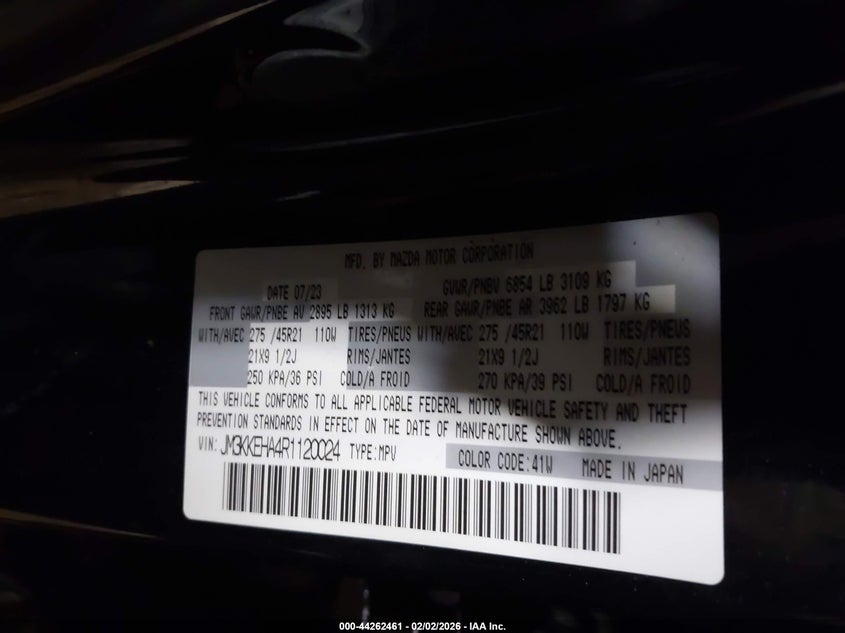 MFD. BY MAZDA MOTOR CORPORATION
DATE 07/23 GVWR/PNBV 6854 LB 3109 KG
FRONT GAWR/PNBE AV 2895 LB 1313 KG REAR GAWR/PNBE AR 3962 LB 1797 KG
WITH/AVEC 275 /45R21 110W TIRES/PNEUS WITH/AVEC 275 /45R21 110W TIRES/PNEUS
21X9 1/2J RIMS/JANTES 21X9 1/2J RIMS/JANTES
250 KPA/36 PSI COLD/A FROID 270 KPA/39 PSI COLD/A FROID
THIS VEHICLE CONFORMS TO ALL APPLICABLE FEDERAL MOTOR VEHICLE SAFETY AND THEFT
PREVENTION STANDARDS IN EFFECT ON THE DATE OF MANUFACTURE SHOWN ABOVE.
VIN: JM3KKEHA4R1120024 TYPE:MPV COLOR CODE:41W MADE IN JAPAN
000-44262461 - 02/02/2026 - IAA Inc.